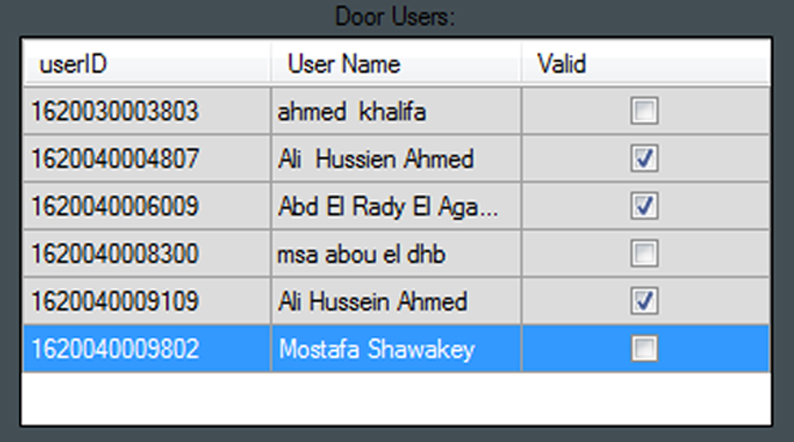 Door Users:
userID User Name Valid
1620030003803 ahmed khalifa
1620040004807 Ali Hussien Ahmed
1620040006009 Abd El Rady El Aga...
1620040008300 msa abou el dhb
1620040009109 Ali Hussein Ahmed
1620040009802 Mostafa Shawakey